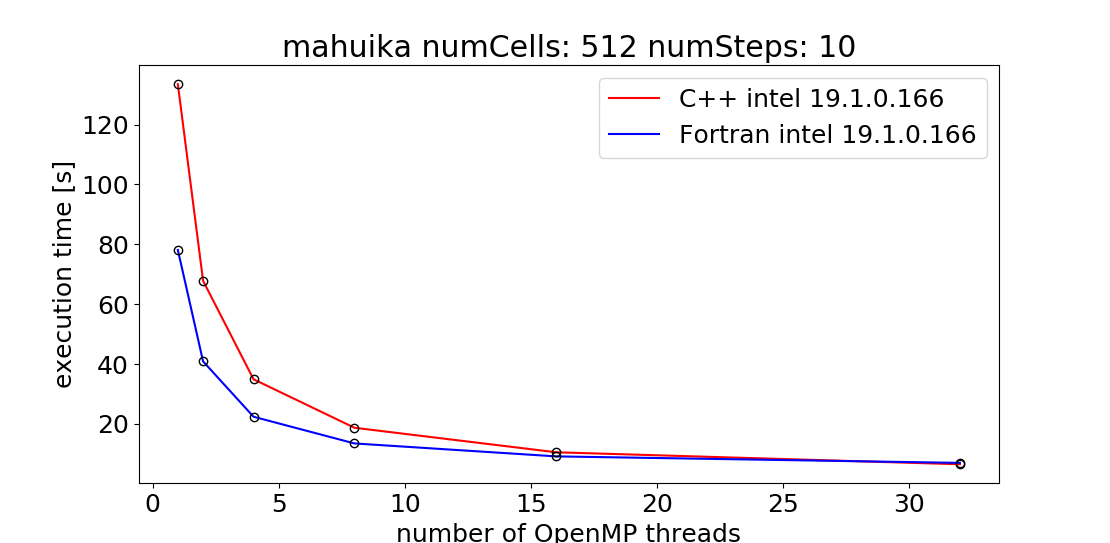 mahuika numCells: 512 numSteps: 10
C++ intel 19.1.0.166
Fortran intel 19.1.0.166
execution time [s]
120
100
80
60
40
20
0 5 10 15 20 25 30
number of OpenMP threads